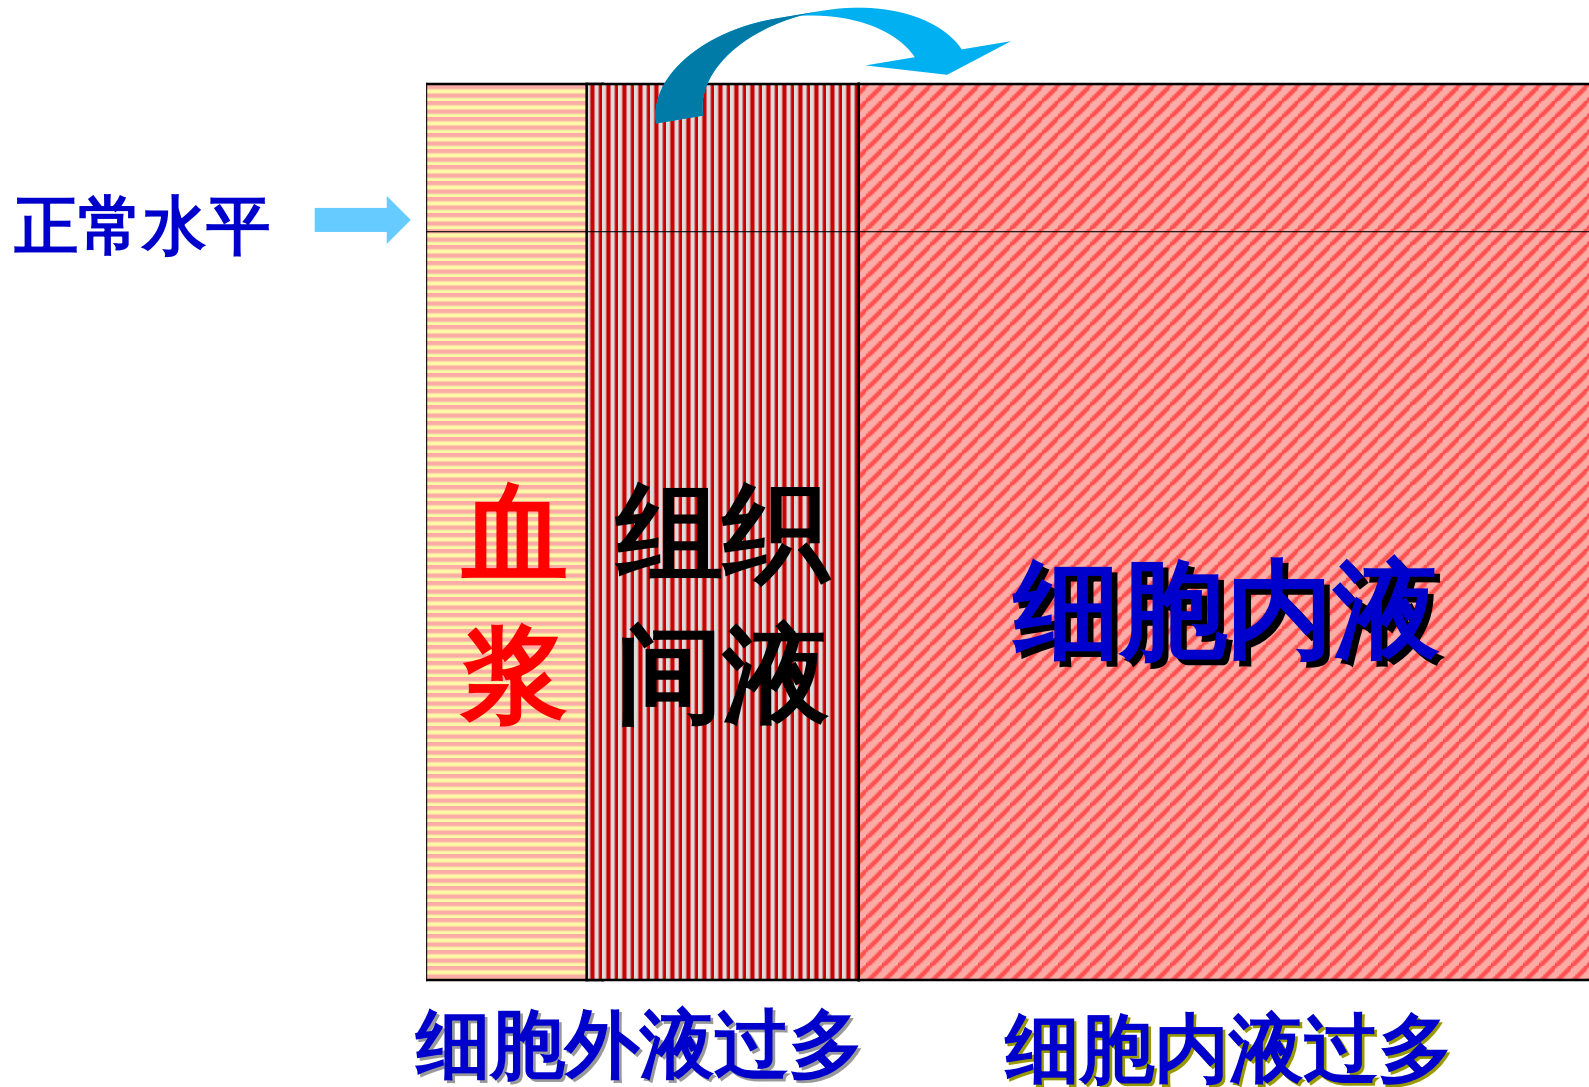 正常水平
血
浆
组织
间液
细胞内液
细胞外液过多
细胞内液过多